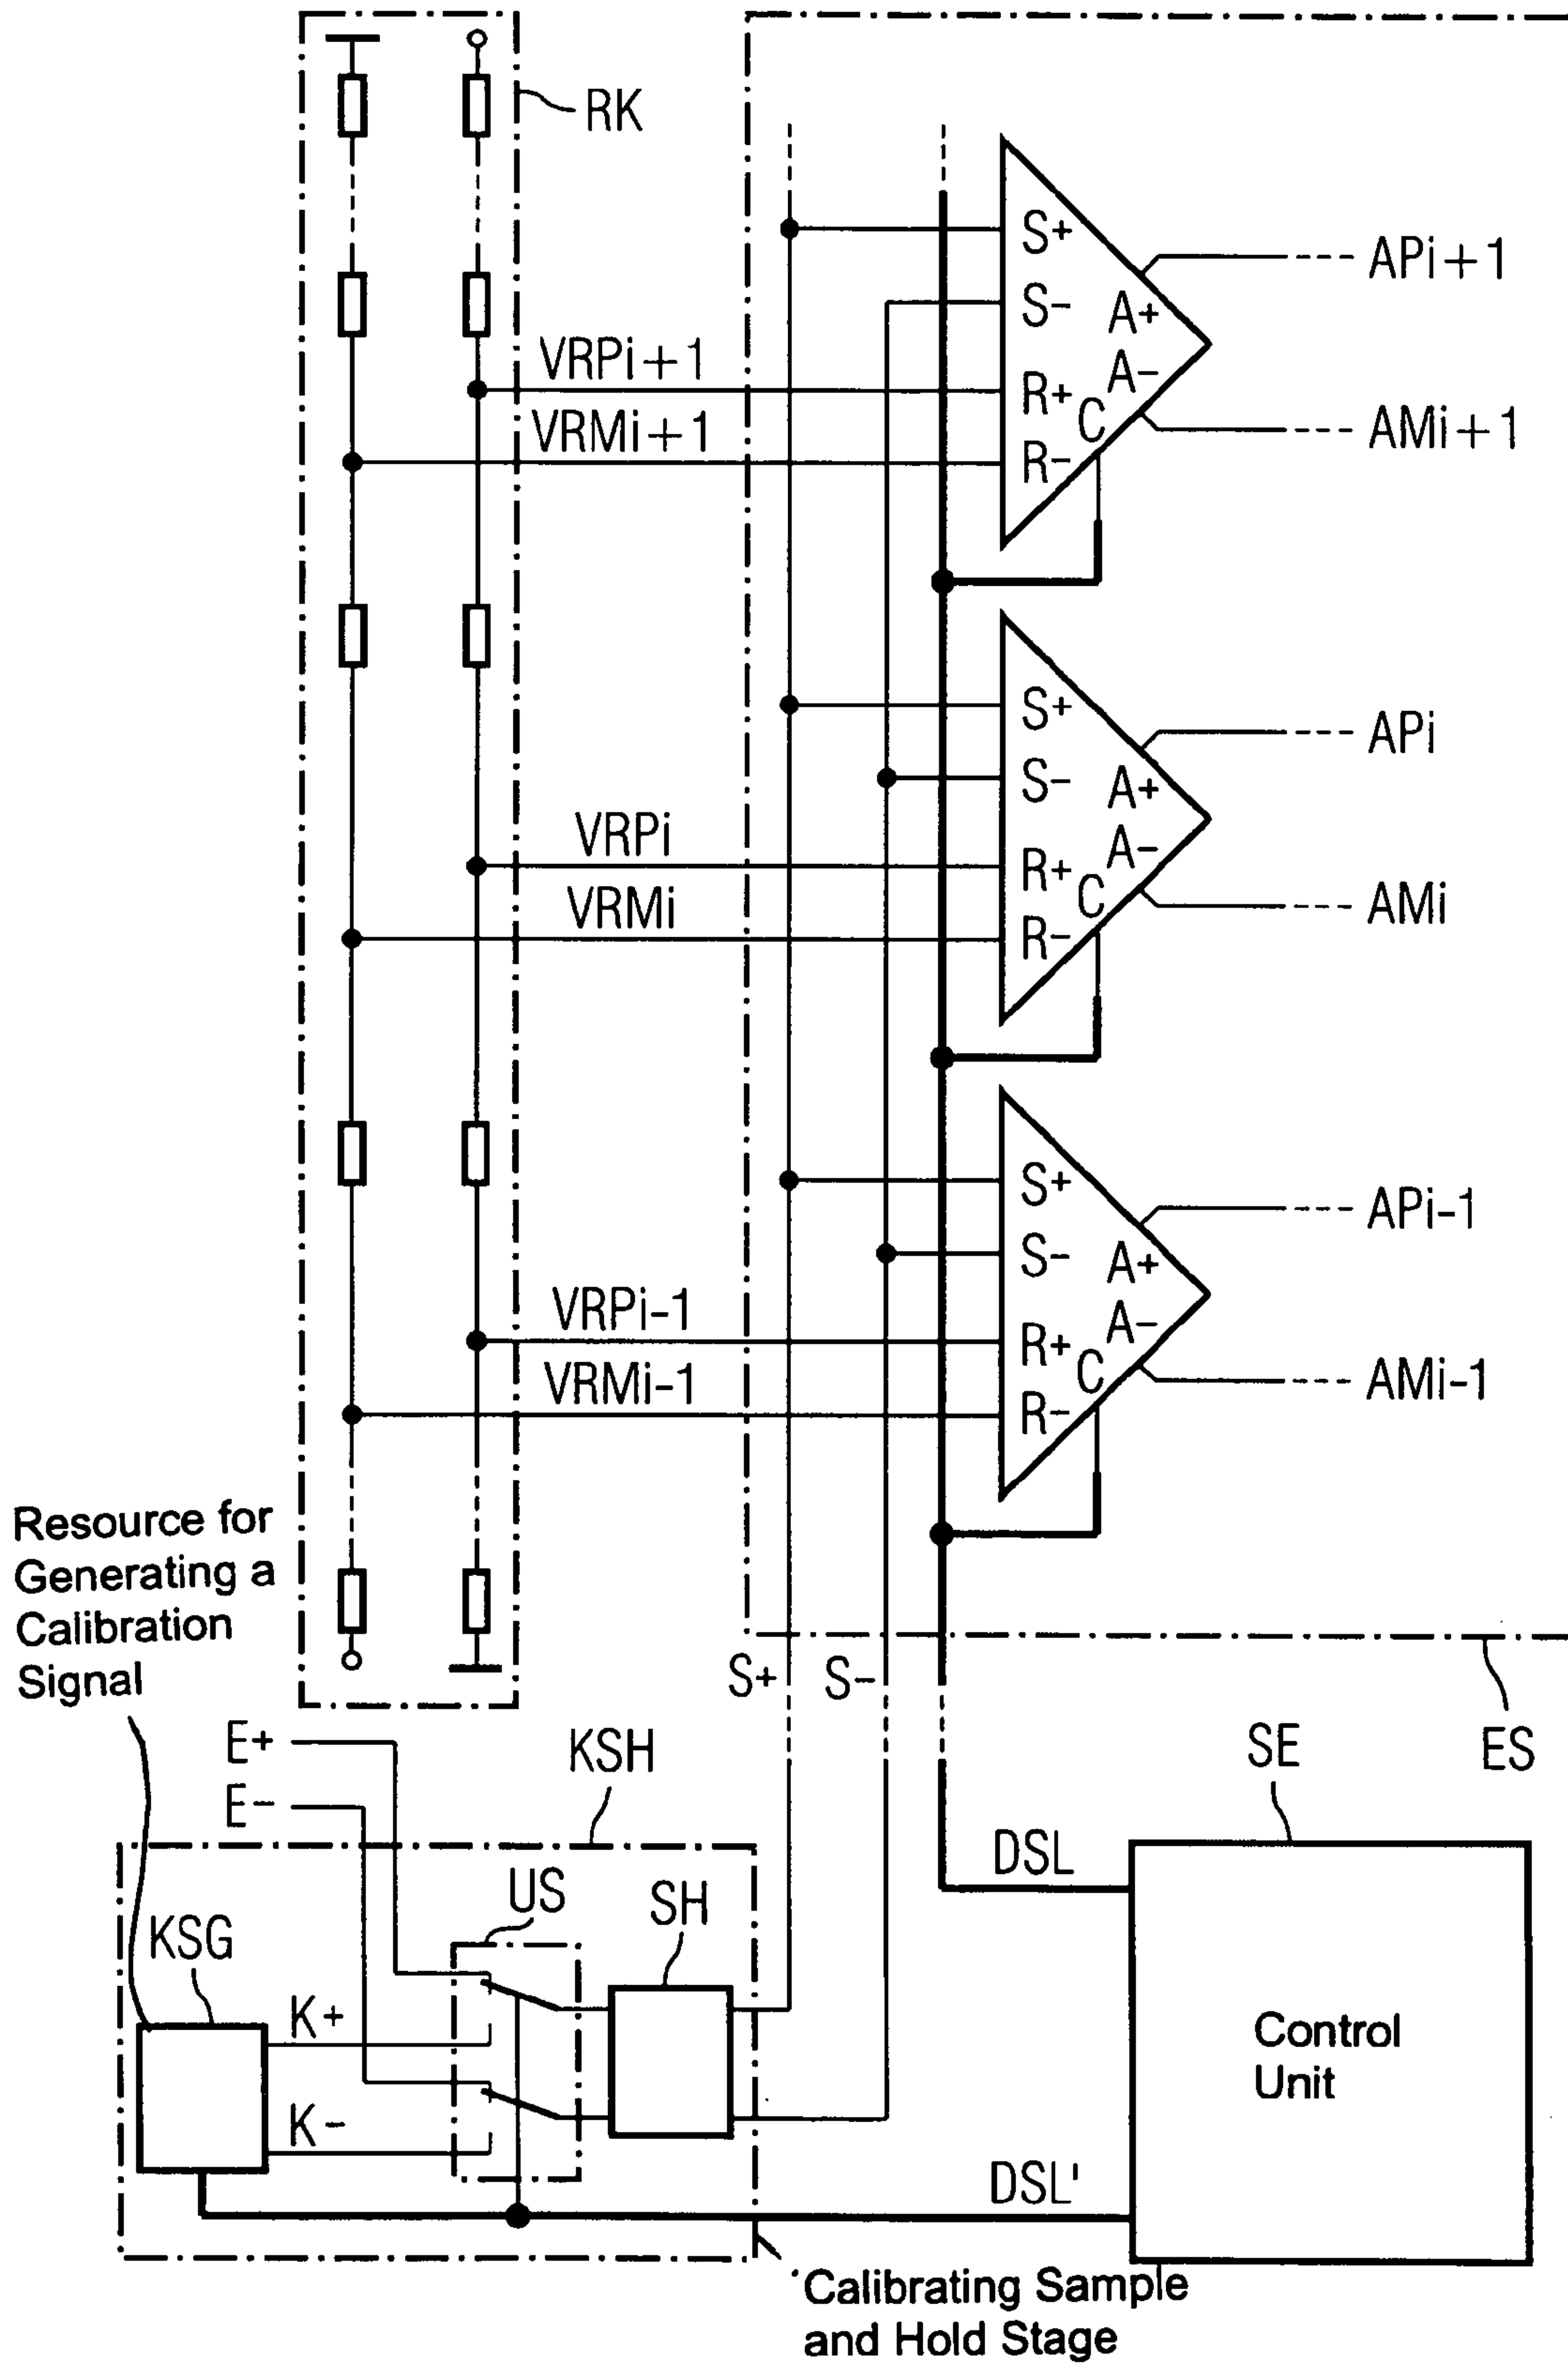 RK
S+
APi+1
S-
A+
VRPi+1
A-
R+
C
VRMi+1
AMi+1
R-
S+
APi
S-
A+
VRPi
A-
R+
C
VRMi
AMi
R-
S+
APi-1
S-
A+
VRPi-1
A-
R+
C
VRMi-1
AMi-1
R-
Resource for
Generating a
Calibration
Signal
S+
S-
E+
KSH
SE
ES
E-
DSL
US
SH
KSG
K+
Control
Unit
K-
DSL'
Calibrating Sample
and Hold Stage